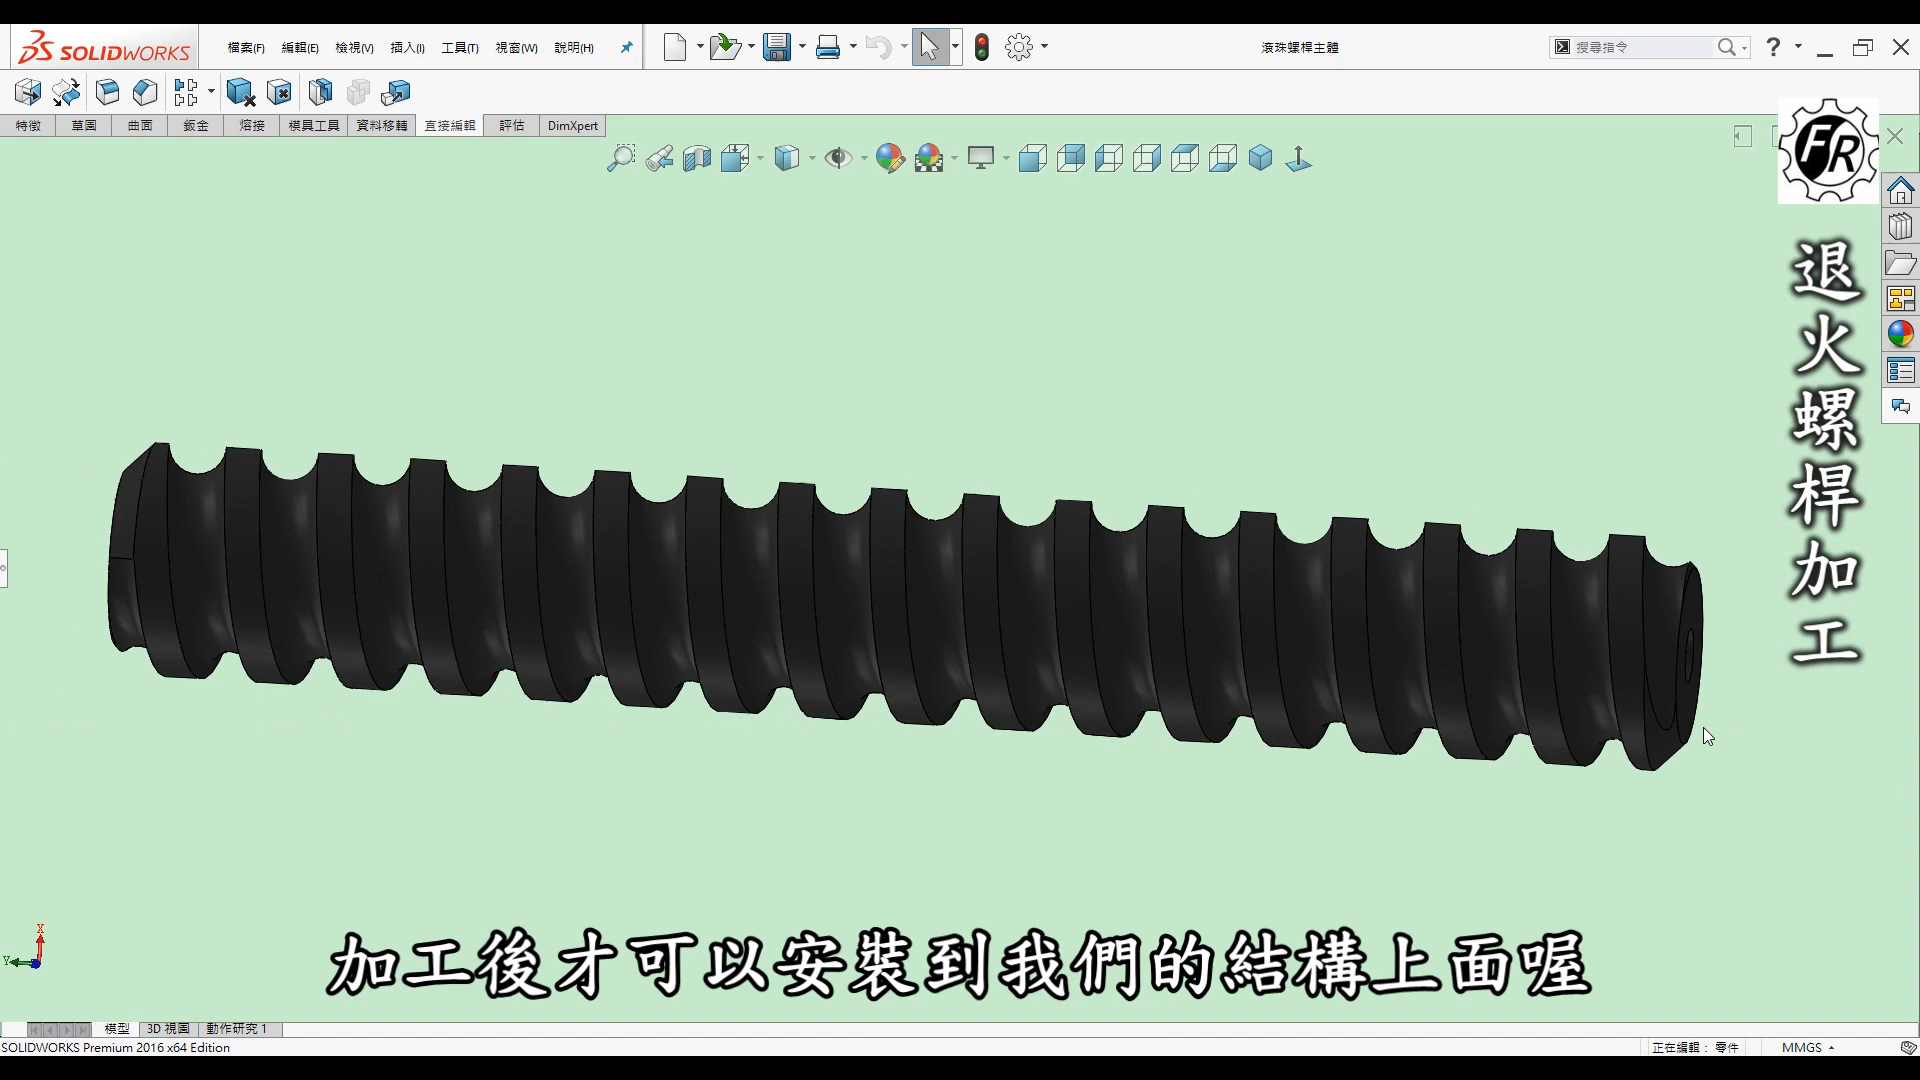 SOLIDWORKS
檔案(F) 編輯(E) 檢視(V) 插入(I) 工具(T) 視窗(W) 說明(H)
滾珠螺桿主體
搜尋指令
?
特徵 草圖 曲面 鈑金 熔接 模具工具 資料移轉 直接編輯 評估 DimXpert
FR
退火螺桿加工
X
Y
加工後才可以安裝到我們的結構上面喔
模型 3D 視圖 動作研究 1
SOLIDWORKS Premium 2016 x64 Edition
正在編輯： 零件 MMGS